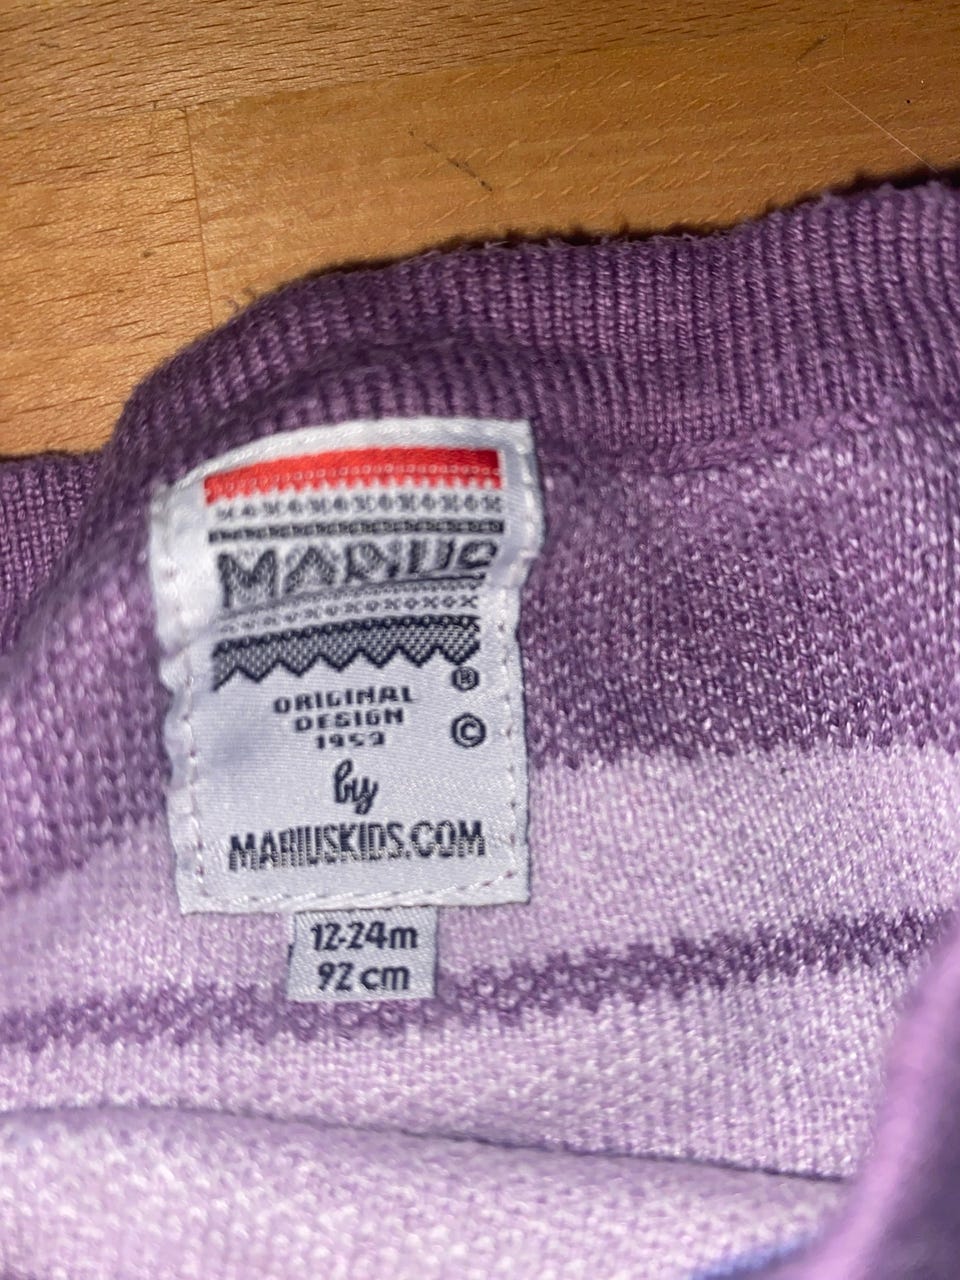 MARIUS
®
ORIGINAL
DESIGN
1953
©
by
MARIUSKIDS.COM
12-24m
92 cm